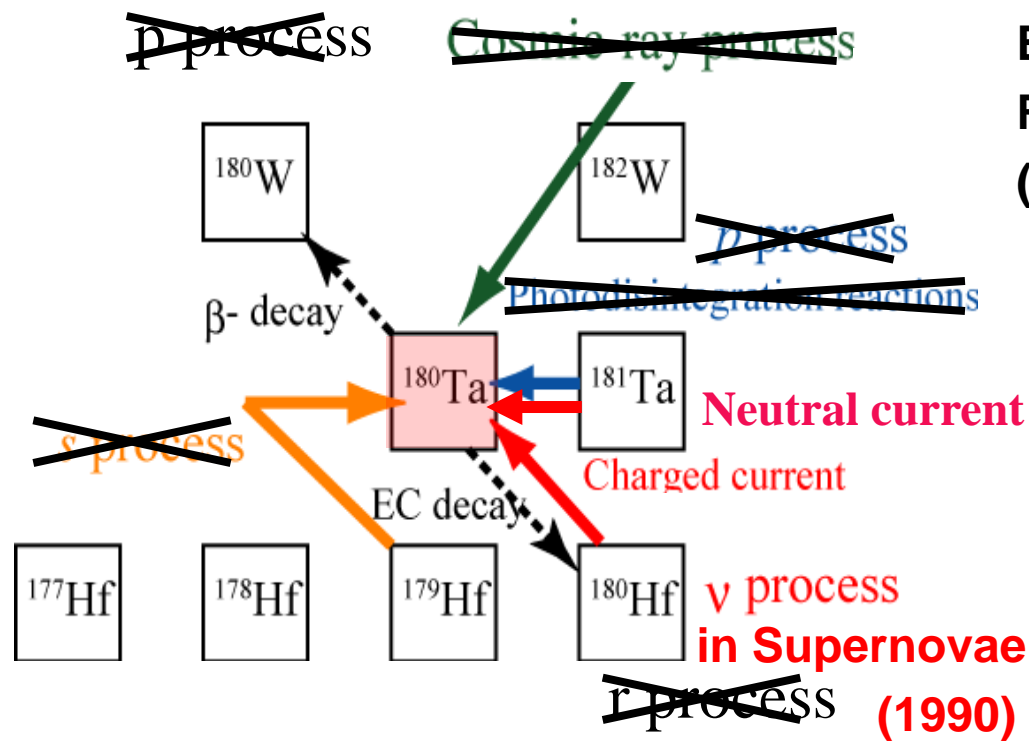 p process
Cosmic ray process
180W
182W
p process
Photodisintegration reactions
β- decay
180Ta
181Ta
Neutral current
s process
Charged current
EC decay
177Hf
178Hf
179Hf
180Hf
ν process
in Supernovae
r process
(1990)